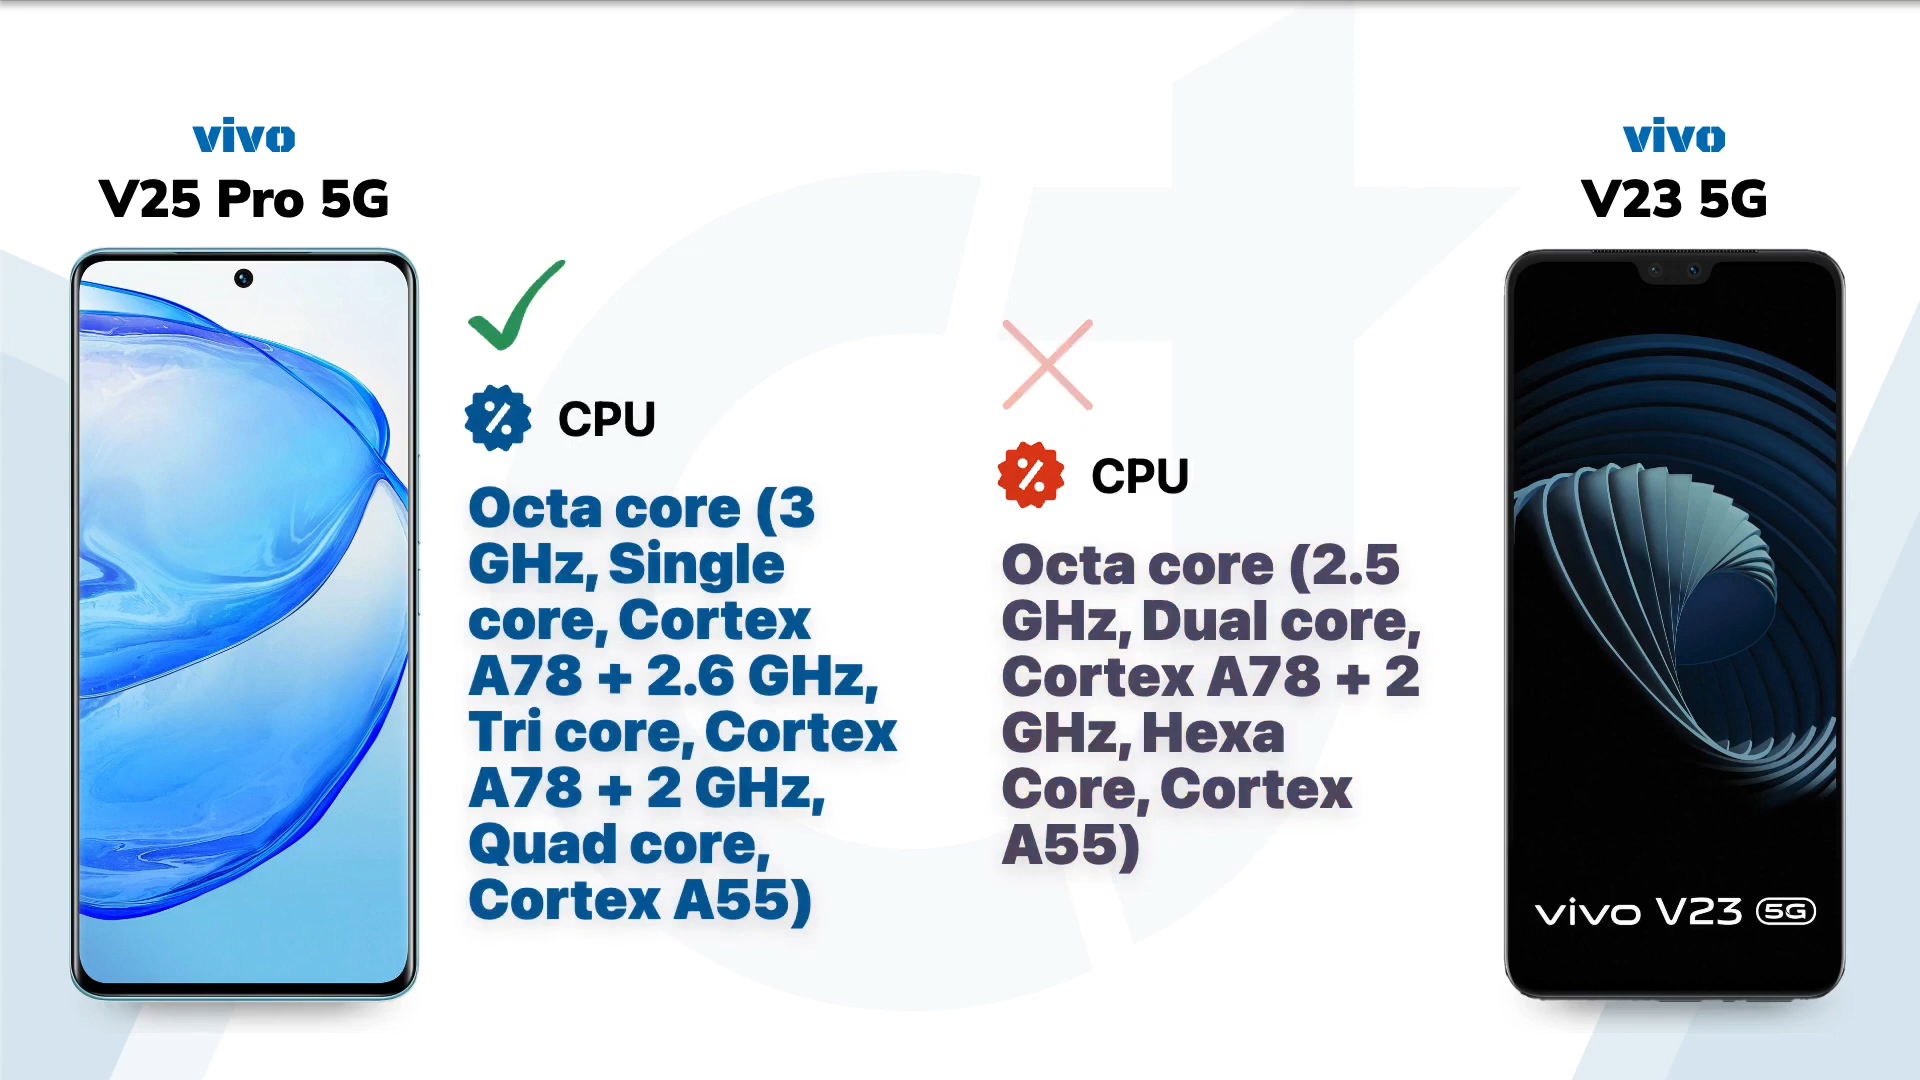 vivo
V25 Pro 5G
CPU
Octa core (3
GHz, Single
core, Cortex
A78 + 2.6 GHz,
Tri core, Cortex
A78 + 2 GHz,
Quad core,
Cortex A55)
CPU
Octa core (2.5
GHz, Dual core,
Cortex A78 + 2
GHz, Hexa
Core, Cortex
A55)
vivo
V23 5G
vivo V23 5G